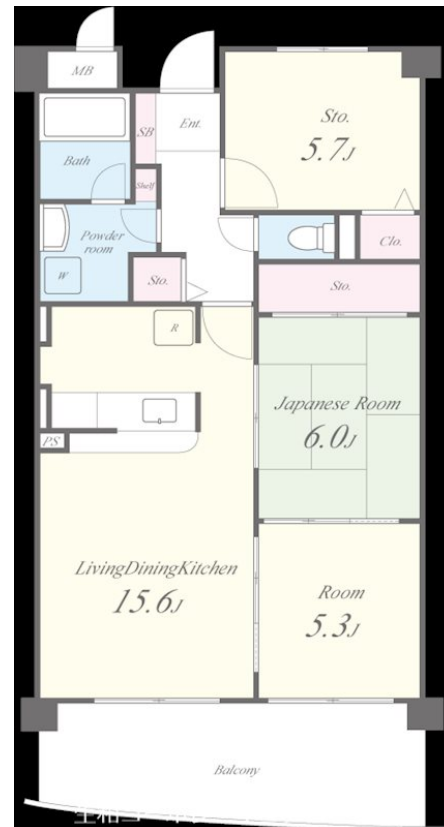 MB
Ent.
SB
Sto.
5.7J
Bath
Shelf
Powder
room
W
Sto.
Clo.
Sto.
R
Japanese Room
6.0J
PS
LivingDiningKitchen
15.6J
Room
5.3J
Balcony